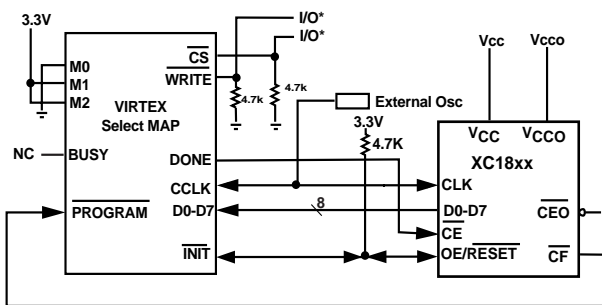 I/O*
I/O*
3.3V
M0
M1
M2
CS
WRITE
4.7k
4.7k
VIRTEX
Select MAP
External Osc
Vcc
Vcco
3.3V
4.7K
VCC
VCCO
XC18xx
NC
BUSY
DONE
CCLK
CLK
PROGRAM
D0-D7
8
D0-D7
CEO
CE
INIT
OE/RESET
CF